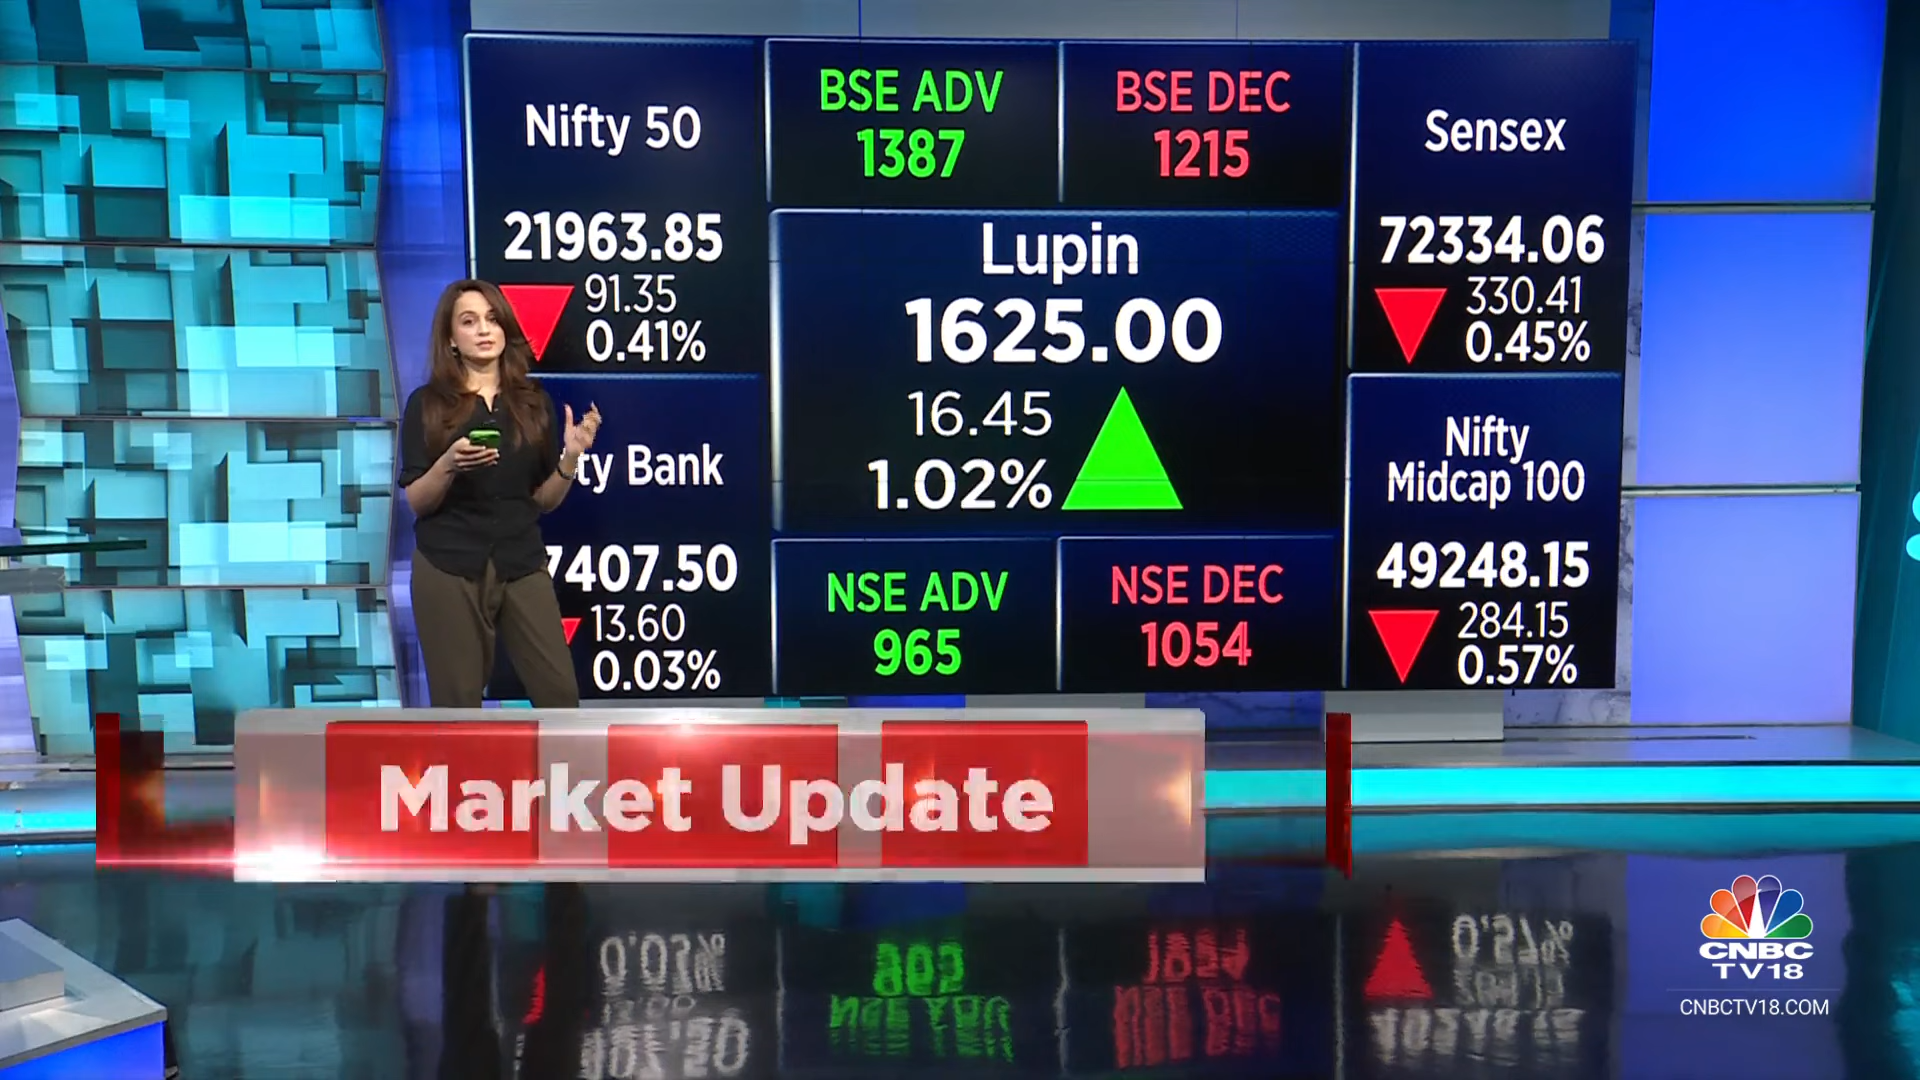 Nifty 50
21963.85
91.35
0.41%
BSE ADV
1387
BSE DEC
1215
Sensex
72334.06
330.41
0.45%
Lupin
1625.00
16.45
1.02%
ty Bank
7407.50
13.60
0.03%
NSE ADV
965
NSE DEC
1054
Nifty
Midcap 100
49248.15
284.15
0.57%
Market Update
CNBC
TV18
CNBCTV18.COM